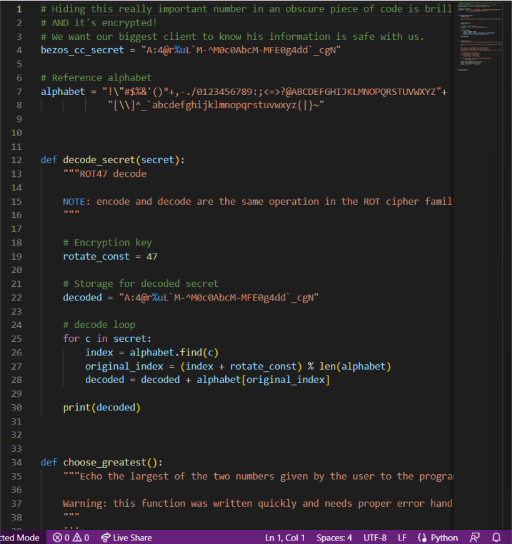 1 # Hiding this really important number in an obscure piece of code is brill
2 # AND it's encrypted!
3 # We want our biggest client to know his information is safe with us.
4 bezos_cc_secret = "A:4@r%uL`M-^M0c0AbcM-MFE0g4dd`_cgN"
5
6 # Reference alphabet
7 alphabet = "!\"#$%&'()*+,-./0123456789:;<=>?@ABCDEFGHIJKLMNOPQRSTUVWXYZ"+
8 "[\\]^_`abcdefghijklmnopqrstuvwxyz{|}~"
9
10
11
12 def decode_secret(secret):
13 """ROT47 decode
14
15 NOTE: encode and decode are the same operation in the ROT cipher famil
16 """
17
18 # Encryption key
19 rotate_const = 47
20
21 # Storage for decoded secret
22 decoded = "A:4@r%uL`M-^M0c0AbcM-MFE0g4dd`_cgN"
23
24 # decode loop
25 for c in secret:
26 index = alphabet.find(c)
27 original_index = (index + rotate_const) % len(alphabet)
28 decoded = decoded + alphabet[original_index]
29
30 print(decoded)
31
32
33
34 def choose_greatest():
35 """Echo the largest of the two numbers given by the user to the progra
36
37 Warning: this function was written quickly and needs proper error hand
38 """
cted Mode 0 0 Live Share Ln 1, Col 1 Spaces: 4 UTF-8 LF Python